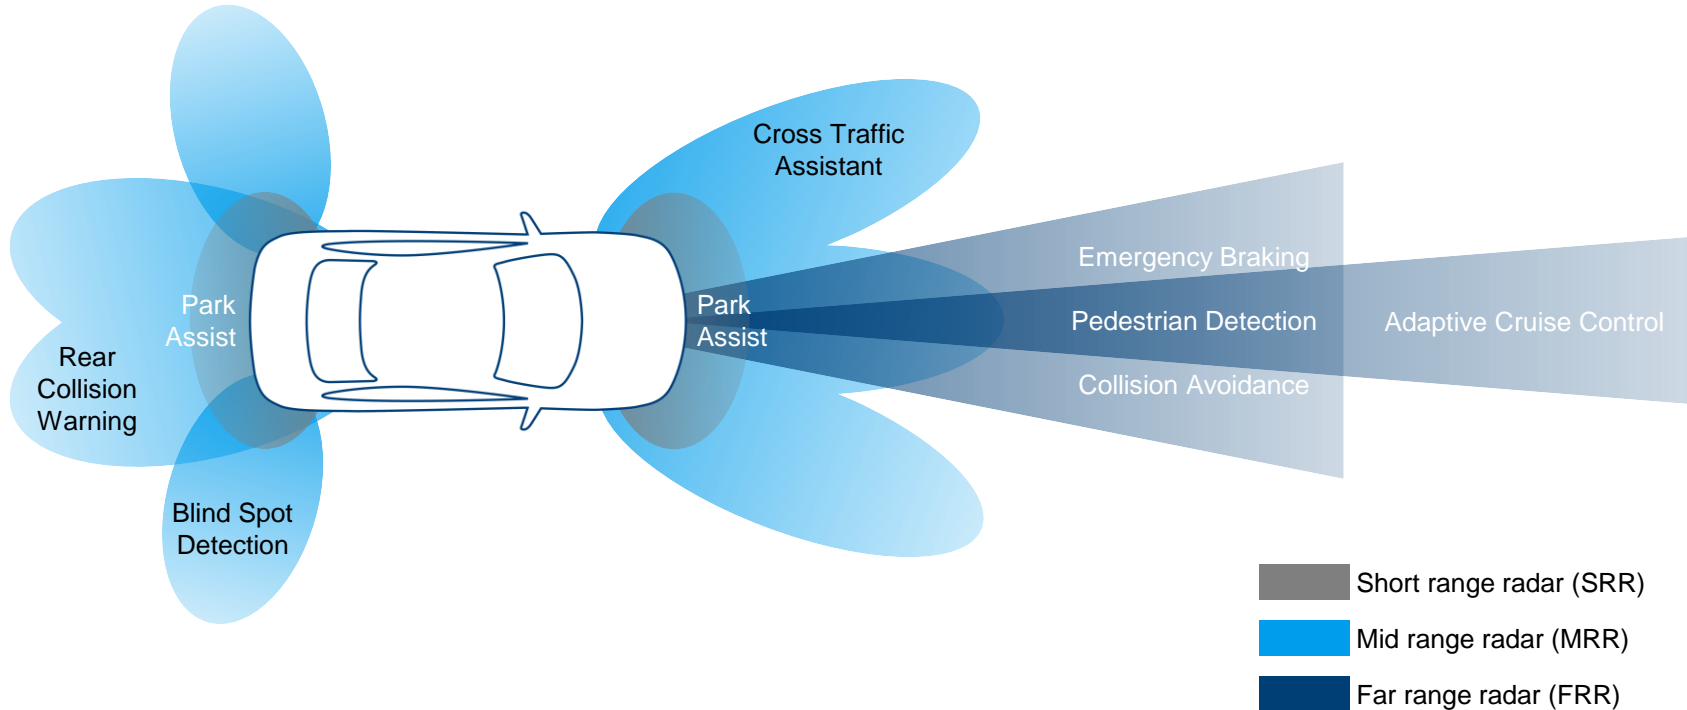 Cross Traffic
Assistant
Emergency Braking
Park
Assist
Park
Assist
Pedestrian Detection
Adaptive Cruise Control
Rear
Collision
Warning
Collision Avoidance
Blind Spot
Detection
Short range radar (SRR)
Mid range radar (MRR)
Far range radar (FRR)